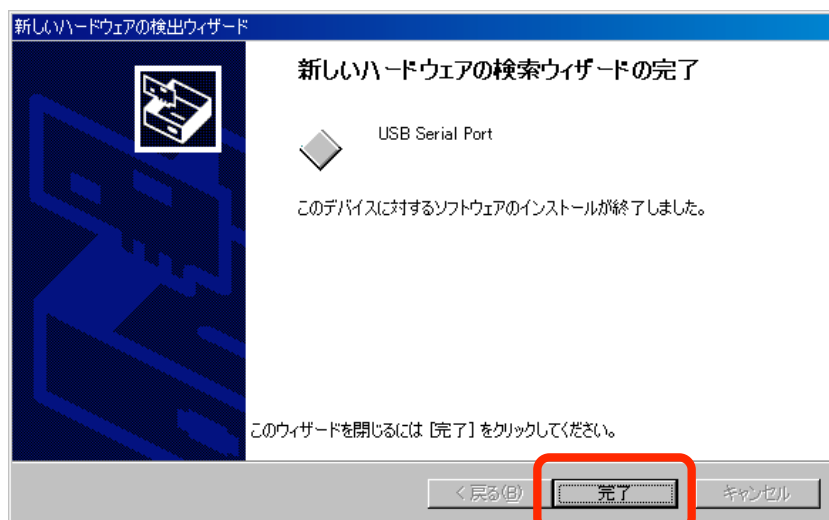 新しいハードウェアの検出ウィザード
新しいハードウェアの検索ウィザードの完了
USB Serial Port
このデバイスに対するソフトウェアのインストールが終了しました。
このウィザードを閉じるには [完了] をクリックしてください。
< 戻る(B)
完了
キャンセル